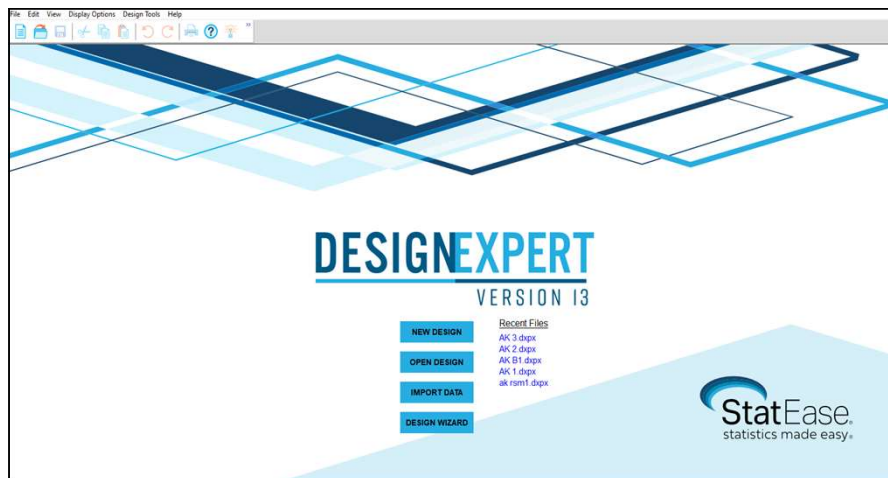 File Edit View Display Options Design Tools Help
DESIGNEXPERT
VERSION 13
NEW DESIGN
OPEN DESIGN
IMPORT DATA
DESIGN WIZARD
Recent Files
AK 3.dxpx
AK 2.dxpx
AK B1.dxpx
AK 1.dxpx
ak rsm1.dxpx
StatEase®
statistics made easy®